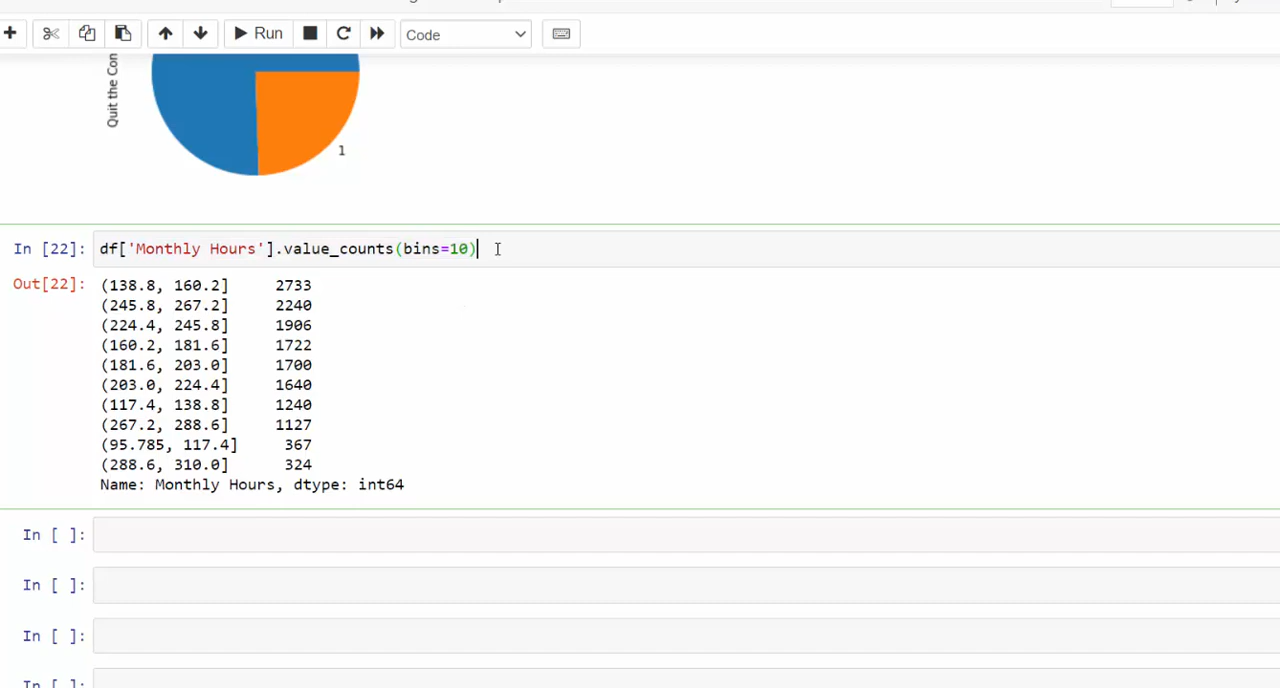 Run
Code
Quit the Com
1
In [22]: df['Monthly Hours'].value_counts(bins=10)
Out[22]: (138.8, 160.2]     2733
(245.8, 267.2]     2240
(224.4, 245.8]     1906
(160.2, 181.6]     1722
(181.6, 203.0]     1700
(203.0, 224.4]     1640
(117.4, 138.8]     1240
(267.2, 288.6]     1127
(95.785, 117.4]     367
(288.6, 310.0]      324
Name: Monthly Hours, dtype: int64
In [ ]:
In [ ]:
In [ ]:
In [ ]: